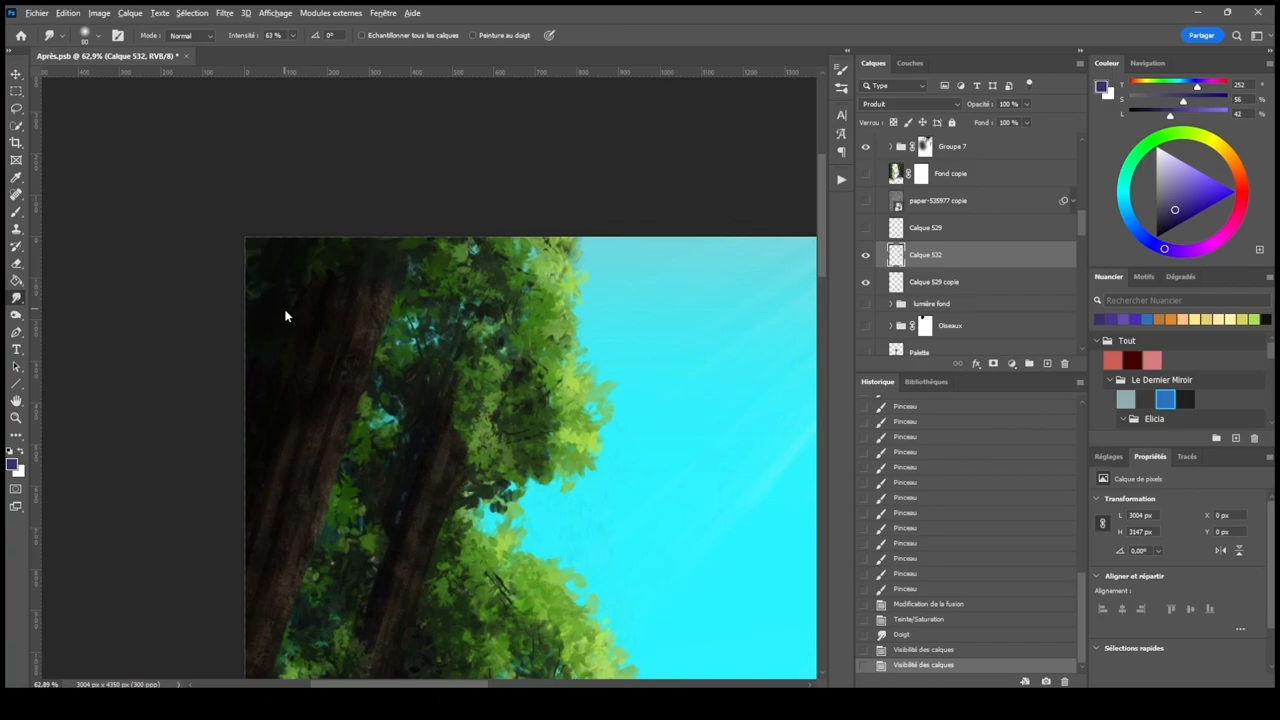 Ps Fichier Edition Image Calque Texte Sélection Filtre 3D Affichage Modules externes Fenêtre Aide
80 Mode : Normal Intensité : 63 % 0° Echantillonner tous les calques Peinture au doigt Partager
Après.psb @ 62,9% (Calque 532, RVB/8) * ×
Calques Couches
Type
Produit Opacité : 100 %
Verrou : Fond : 100 %
Groupe 7
Fond copie
paper-535977 copie
Calque 529
Calque 532
Calque 529 copie
lumière fond
Oiseaux
Palette
Historique Bibliothèques
Pinceau
Pinceau
Pinceau
Pinceau
Pinceau
Pinceau
Pinceau
Pinceau
Pinceau
Pinceau
Pinceau
Pinceau
Pinceau
Modification de la fusion
Teinte/Saturation
Doigt
Visibilité des calques
Visibilité des calques
Couleur Navigation
T 252 °
S 56 %
L 42 %
Nuancier Motifs Dégradés
Rechercher Nuancier
Tout
Le Dernier Miroir
Elicia
Réglages Propriétés Tracés
Calque de pixels
Transformation
L 3004 px X 0 px
H 3147 px Y 0 px
0,00°
Aligner et répartir
Alignement :
Sélections rapides
62,89 % 3004 px x 4350 px (300 ppp)